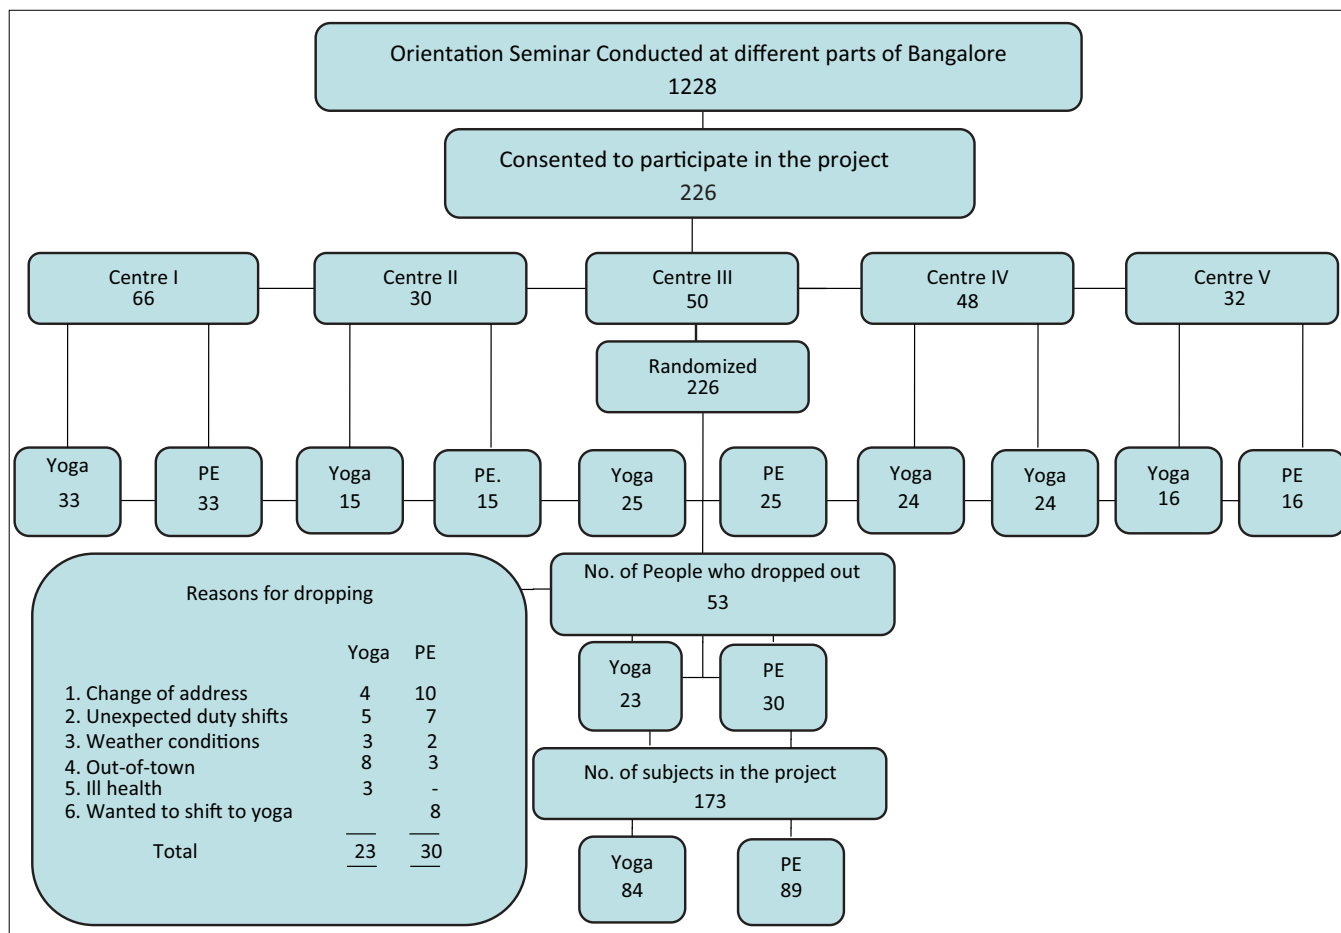 Orientation Seminar Conducted at different parts of Bangalore
1228
Consented to participate in the project
226
Centre I
66
Centre II
30
Centre III
50
Centre IV
48
Centre V
32
Randomized
226
Yoga
33
PE
33
Yoga
15
PE.
15
Yoga
25
PE
25
Yoga
24
Yoga
24
Yoga
16
PE
16
No. of People who dropped out
53
Reasons for dropping
Yoga PE
1. Change of address 4 10
2. Unexpected duty shifts 5 7
3. Weather conditions 3 2
4. Out-of-town 8 3
5. Ill health 3 -
6. Wanted to shift to yoga 8
Total 23 30
Yoga
23
PE
30
No. of subjects in the project
173
Yoga
84
PE
89